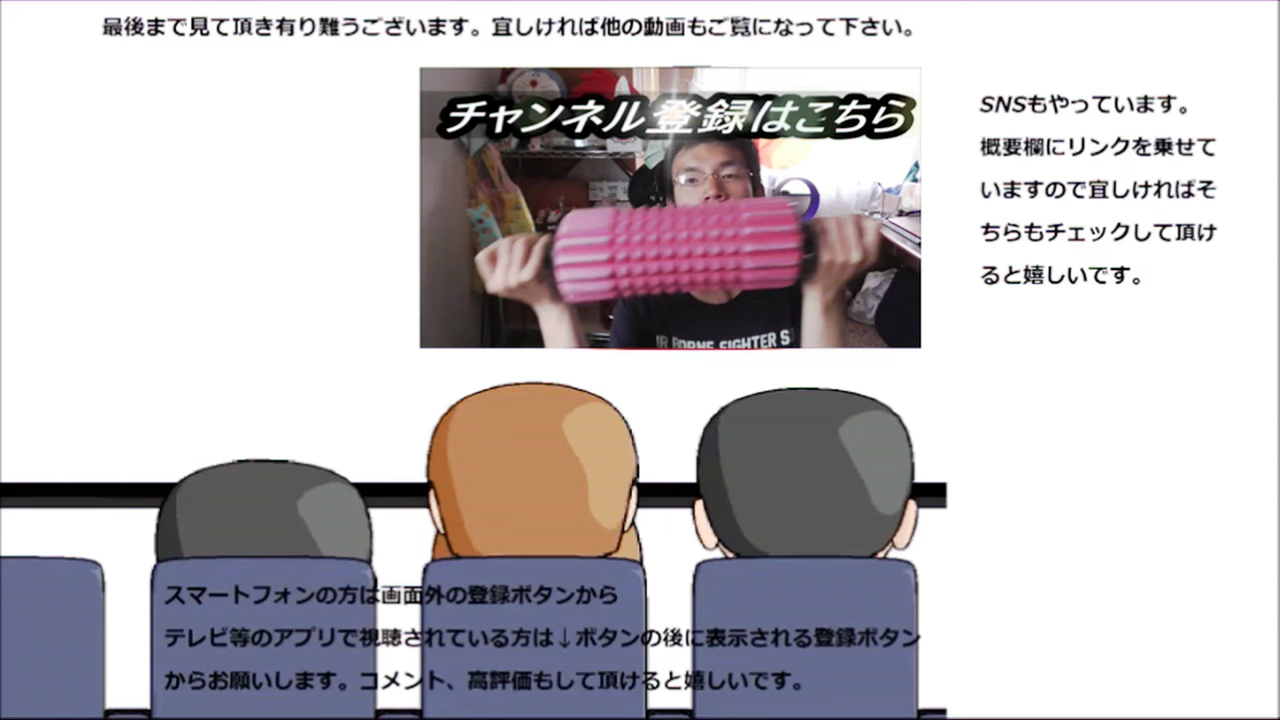 最後まで見て頂き有り難うございます。宜しければ他の動画もご覧になって下さい。
チャンネル登録はこちら
SNSもやっています。
概要欄にリンクを乗せて
いますので宜しければそ
ちらもチェックして頂け
ると嬉しいです。
BORNE FIGHTER
スマートフォンの方は画面外の登録ボタンから
テレビ等のアプリで視聴されている方は↓ボタンの後に表示される登録ボタン
からお願いします。コメント、高評価もして頂けると嬉しいです。